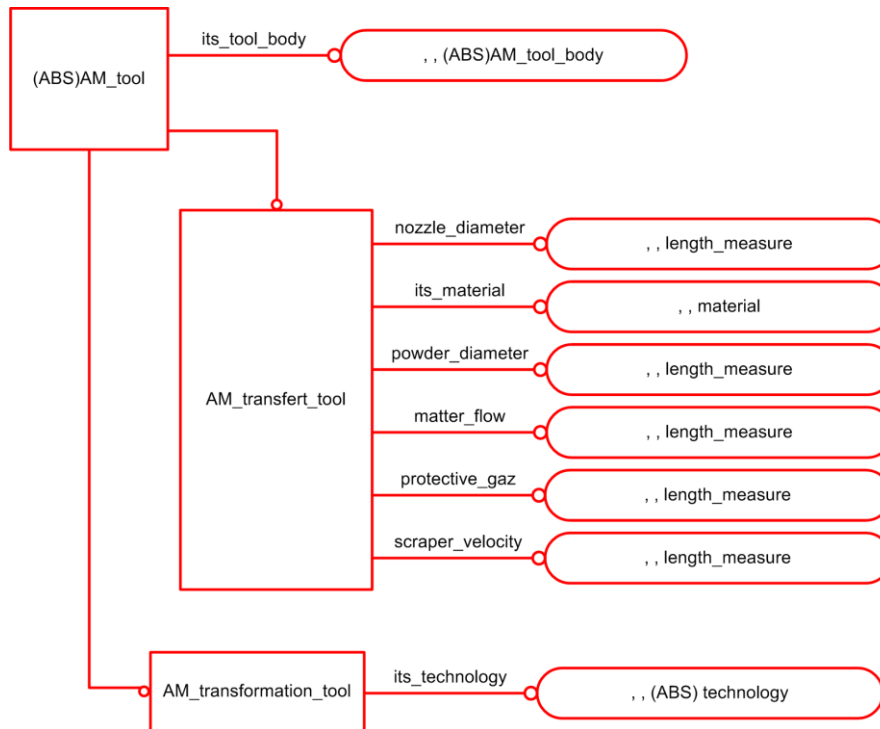 its_tool_body
, , (ABS)AM_tool_body
(ABS)AM_tool
nozzle_diameter
, , length_measure
its_material
, , material
powder_diameter
, , length_measure
AM_transfert_tool
matter_flow
, , length_measure
protective_gaz
, , length_measure
scraper_velocity
, , length_measure
AM_transformation_tool
its_technology
, , (ABS) technology